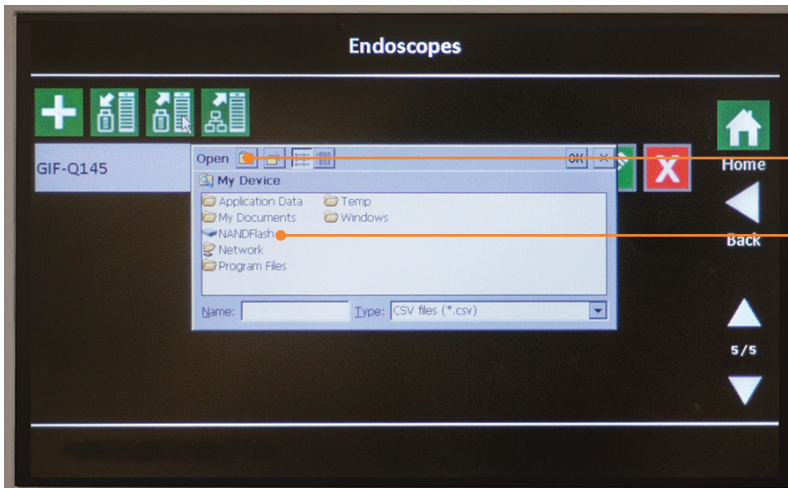 Endoscopes
GIF-Q145
Open
OK
My Device
Application Data
Temp
My Documents
Windows
NANDFlash
Network
Program Files
Name:
Type: CSV files (*.csv)
Home
Back
5/5